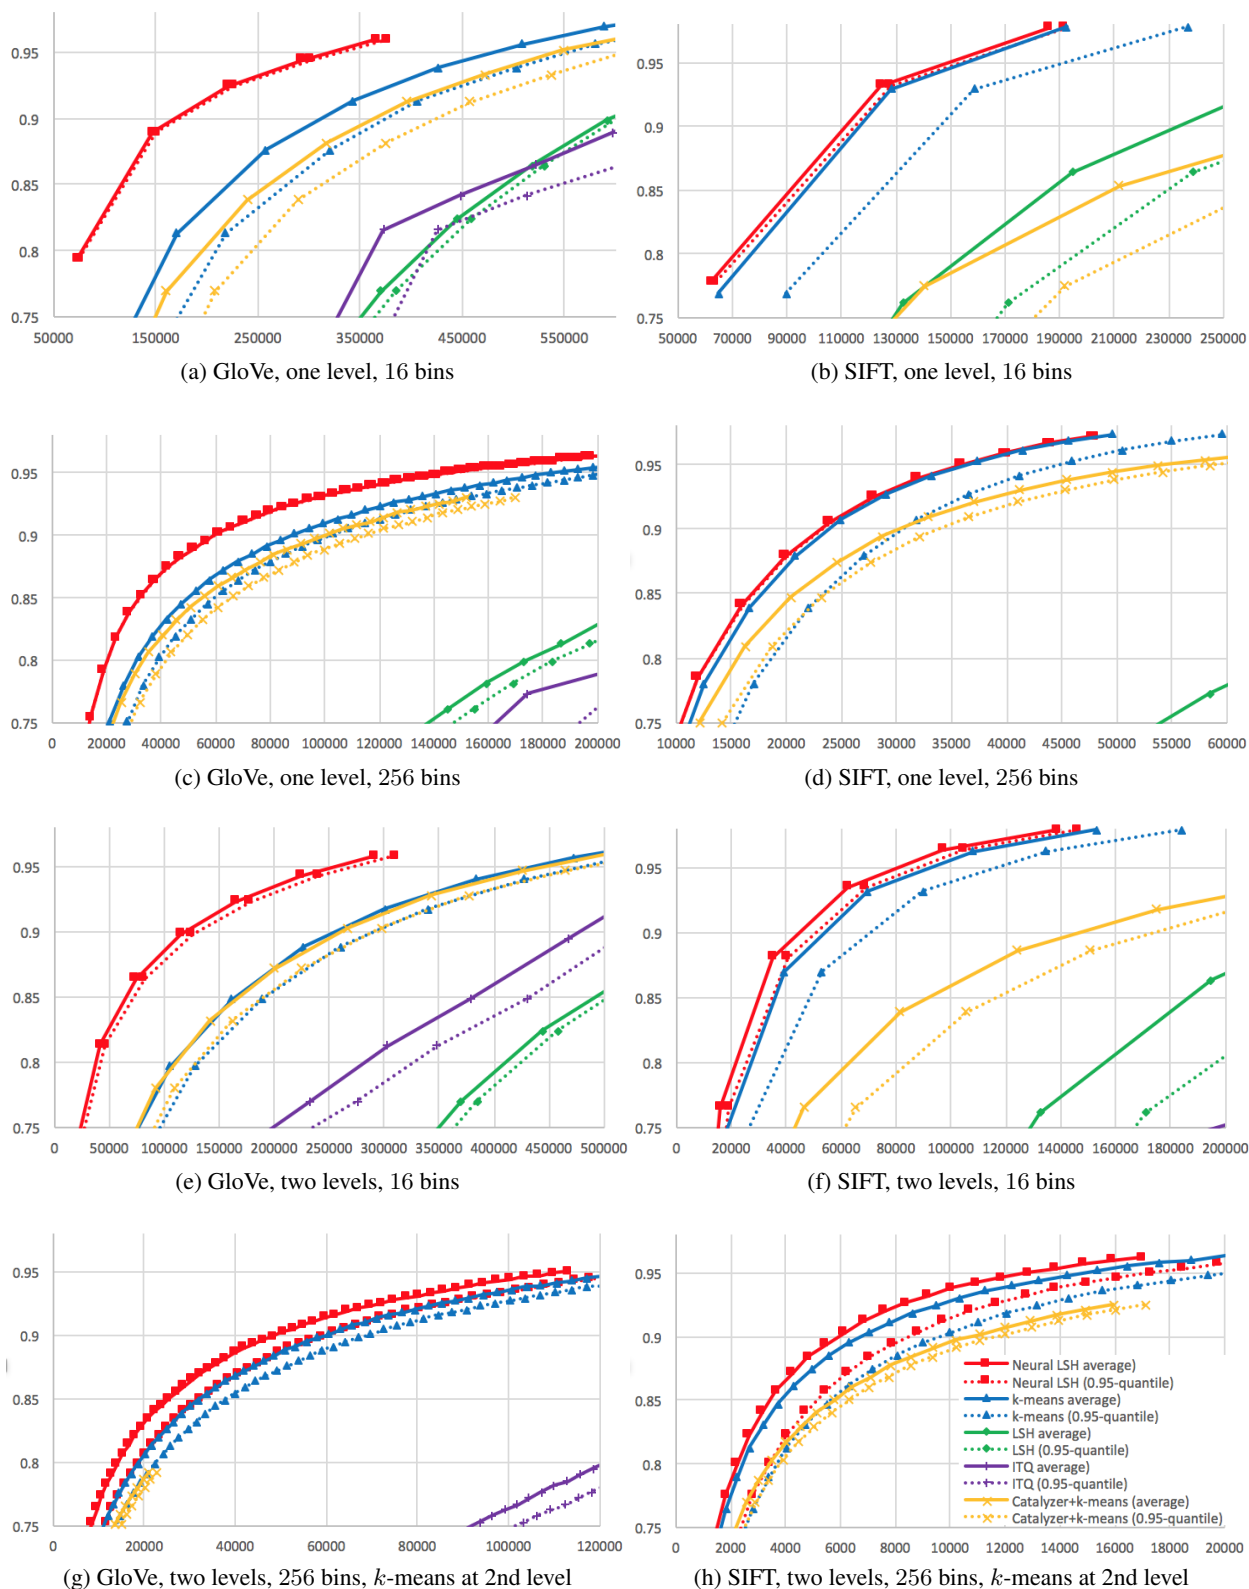 0.95
0.9
0.85
0.8
0.75
50000 150000 250000 350000 450000 550000
(a) GloVe, one level, 16 bins
0.95
0.9
0.85
0.8
0.75
50000 70000 90000 110000 130000 150000 170000 190000 210000 230000 250000
(b) SIFT, one level, 16 bins
0.95
0.9
0.85
0.8
0.75
0 20000 40000 60000 80000 100000 120000 140000 160000 180000 200000
(c) GloVe, one level, 256 bins
0.95
0.9
0.85
0.8
0.75
10000 15000 20000 25000 30000 35000 40000 45000 50000 55000 60000
(d) SIFT, one level, 256 bins
0.95
0.9
0.85
0.8
0.75
0 50000 100000 150000 200000 250000 300000 350000 400000 450000 500000
(e) GloVe, two levels, 16 bins
0.95
0.9
0.85
0.8
0.75
0 20000 40000 60000 80000 100000 120000 140000 160000 180000 200000
(f) SIFT, two levels, 16 bins
0.95
0.9
0.85
0.8
0.75
0 20000 40000 60000 80000 100000 120000
(g) GloVe, two levels, 256 bins, k-means at 2nd level
0.95
0.9
0.85
0.8
0.75
Neural LSH average)
Neural LSH (0.95-quantile)
k-means average)
k-means (0.95-quantile)
LSH average)
LSH (0.95-quantile)
ITQ average)
ITQ (0.95-quantile)
Catalyzer+k-means (average)
Catalyzer+k-means (0.95-quantile)
0 2000 4000 6000 8000 10000 12000 14000 16000 18000 20000
(h) SIFT, two levels, 256 bins, k-means at 2nd level